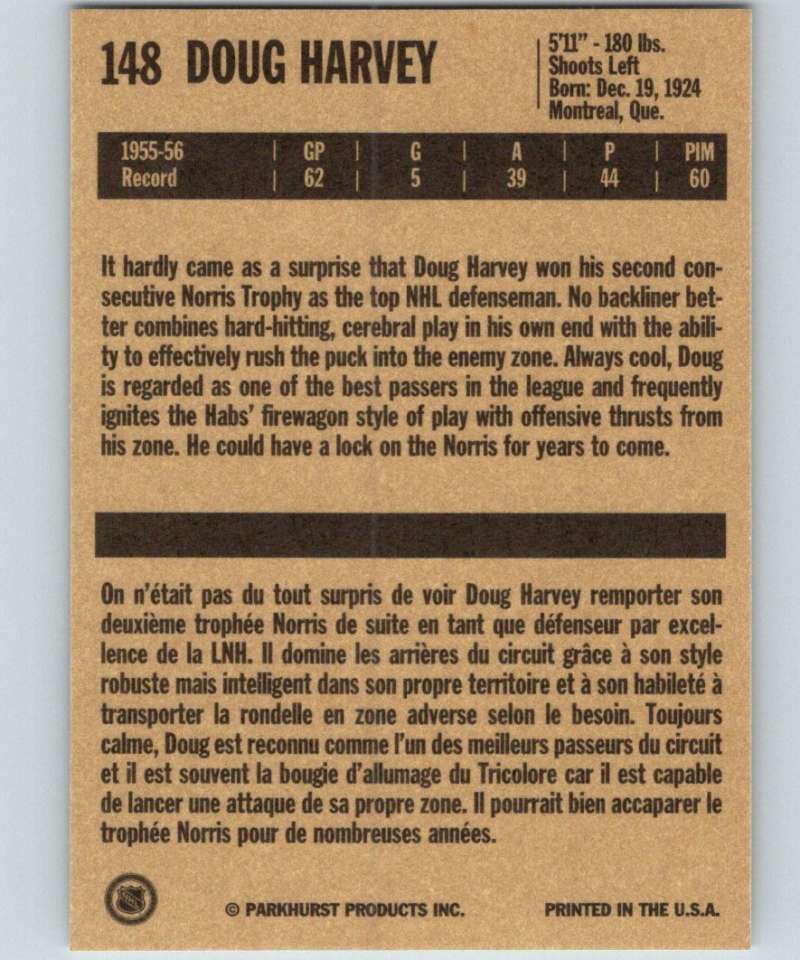 148 DOUG HARVEY
5'11" - 180 lbs.
Shoots Left
Born: Dec. 19, 1924
Montreal, Que.
1955-56 | GP | G | A | P | PIM
Record | 62 | 5 | 39 | 44 | 60
It hardly came as a surprise that Doug Harvey won his second con-
secutive Norris Trophy as the top NHL defenseman. No backliner bet-
ter combines hard-hitting, cerebral play in his own end with the abili-
ty to effectively rush the puck into the enemy zone. Always cool, Doug
is regarded as one of the best passers in the league and frequently
ignites the Habs' firewagon style of play with offensive thrusts from
his zone. He could have a lock on the Norris for years to come.
On n'était pas du tout surpris de voir Doug Harvey remporter son
deuxième trophée Norris de suite en tant que défenseur par excel-
lence de la LNH. Il domine les arrières du circuit grâce à son style
robuste mais intelligent dans son propre territoire et à son habileté à
transporter la rondelle en zone adverse selon le besoin. Toujours
calme, Doug est reconnu comme l'un des meilleurs passeurs du circuit
et il est souvent la bougie d'allumage du Tricolore car il est capable
de lancer une attaque de sa propre zone. Il pourrait bien accaparer le
trophée Norris pour de nombreuses années.
NHL
© PARKHURST PRODUCTS INC.
PRINTED IN THE U.S.A.